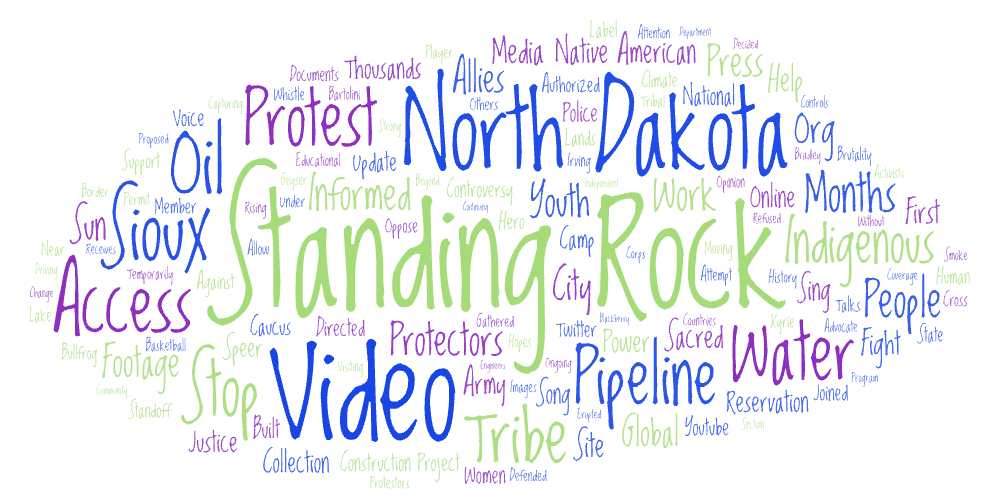 Label Attention Department
Player Media Native American Press Decided
Documents Thousands Allies Authorized Climate Help
Whistle Bartolini Others Tribal National Controls
Capturing Protest North Dakota
Voice Strong Police Lands Org
Proposed Oil Educational Update Irving Bradley Brutality
Support Geyser Informed Beyond Controversy Youth Independent Work Opinion Online Months Activists
Border Permit Member Under Continuing Hero Refused Without First
Sun Sioux Rising Oppose Standing Rock Indigenous
Receives Allow Camp Corps Moving
Near Temporarily Against City Attempt History Sing Coverage Smoke
Driving Access Talks People Human
Change Cross
Lake Caucus Directed Protectors Gathered Twitter Blackberry Countries Kyrie Advocate State
Bullfrog Basketball Speer Hopes Power Sacred Water Fight
Footage Stop Video Visiting Engineers Ongoing Pipeline Program
Community Army Images Song Reservation Joined
Standoff Built Tribe Erupted Global Youtube Section
Justice Site
Collection Construction Project Women Defended
Protestors